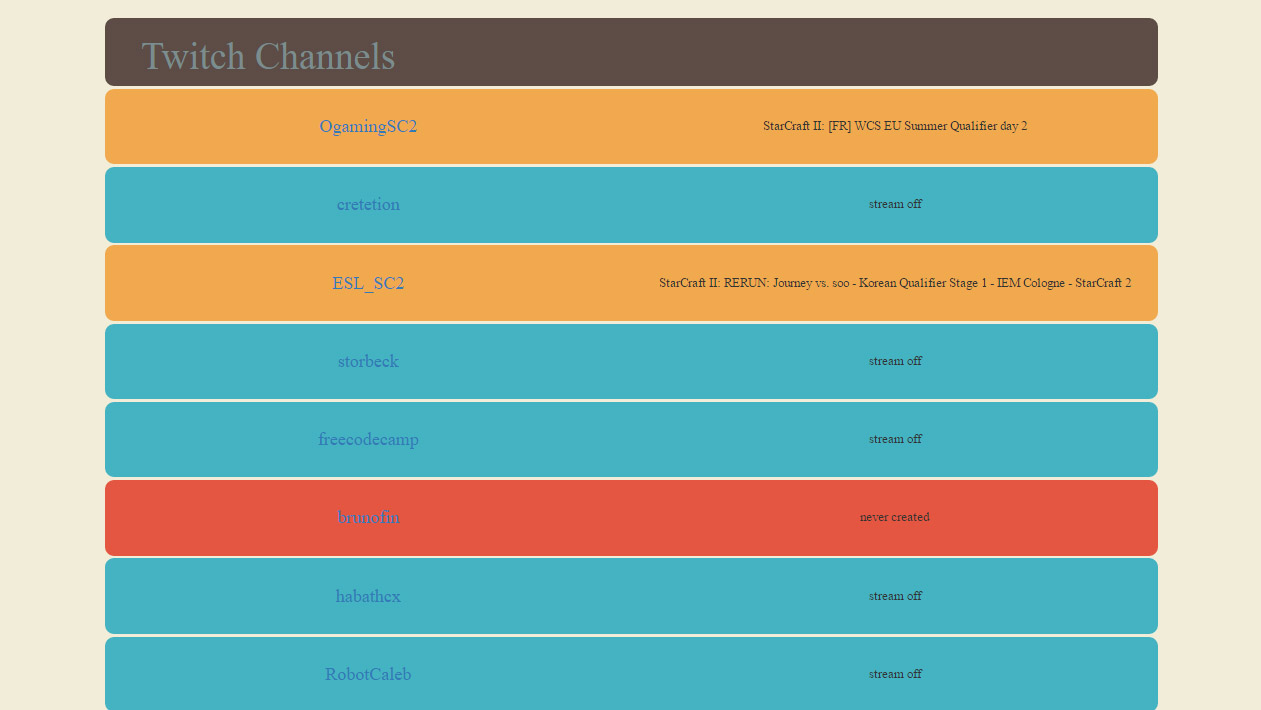 Twitch Channels
OgamingSC2 StarCraft II: [FR] WCS EU Summer Qualifier day 2
cretetion stream off
ESL_SC2 StarCraft II: RERUN: Journey vs. soo - Korean Qualifier Stage 1 - IEM Cologne - StarCraft 2
storbeck stream off
freecodecamp stream off
brunofin never created
habathcx stream off
RobotCaleb stream off